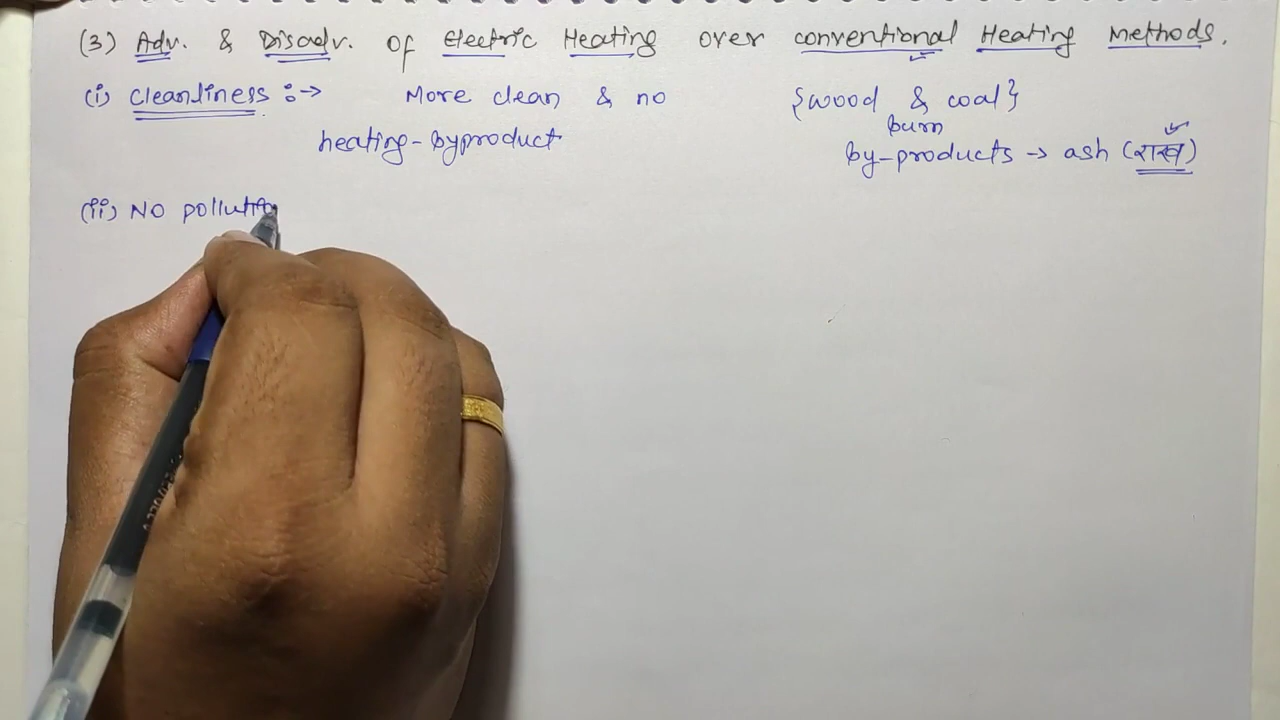 (3) Adv. & Disadv. of Electric Heating over conventional Heating Methods.
(i) Cleanliness :→ More clean & no {wood & coal}
burn
heating-byproduct by-products → ash (राख)
(ii) NO pollutio